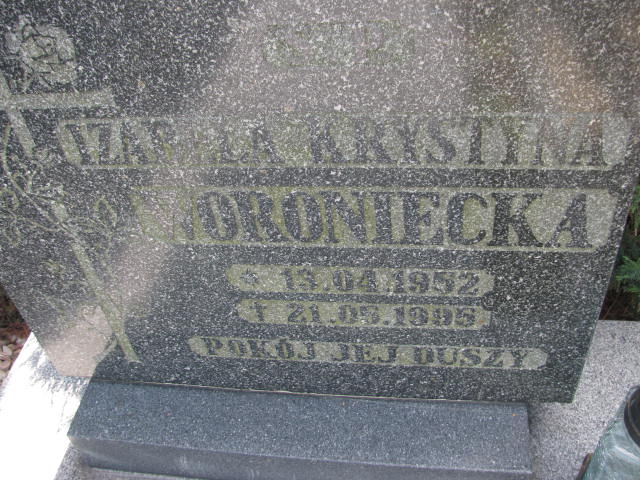 IZABELA KRYSTYNA
WORONIECKA
* 13.04.1952
† 21.05.1995
POKÓJ JEJ DUSZY